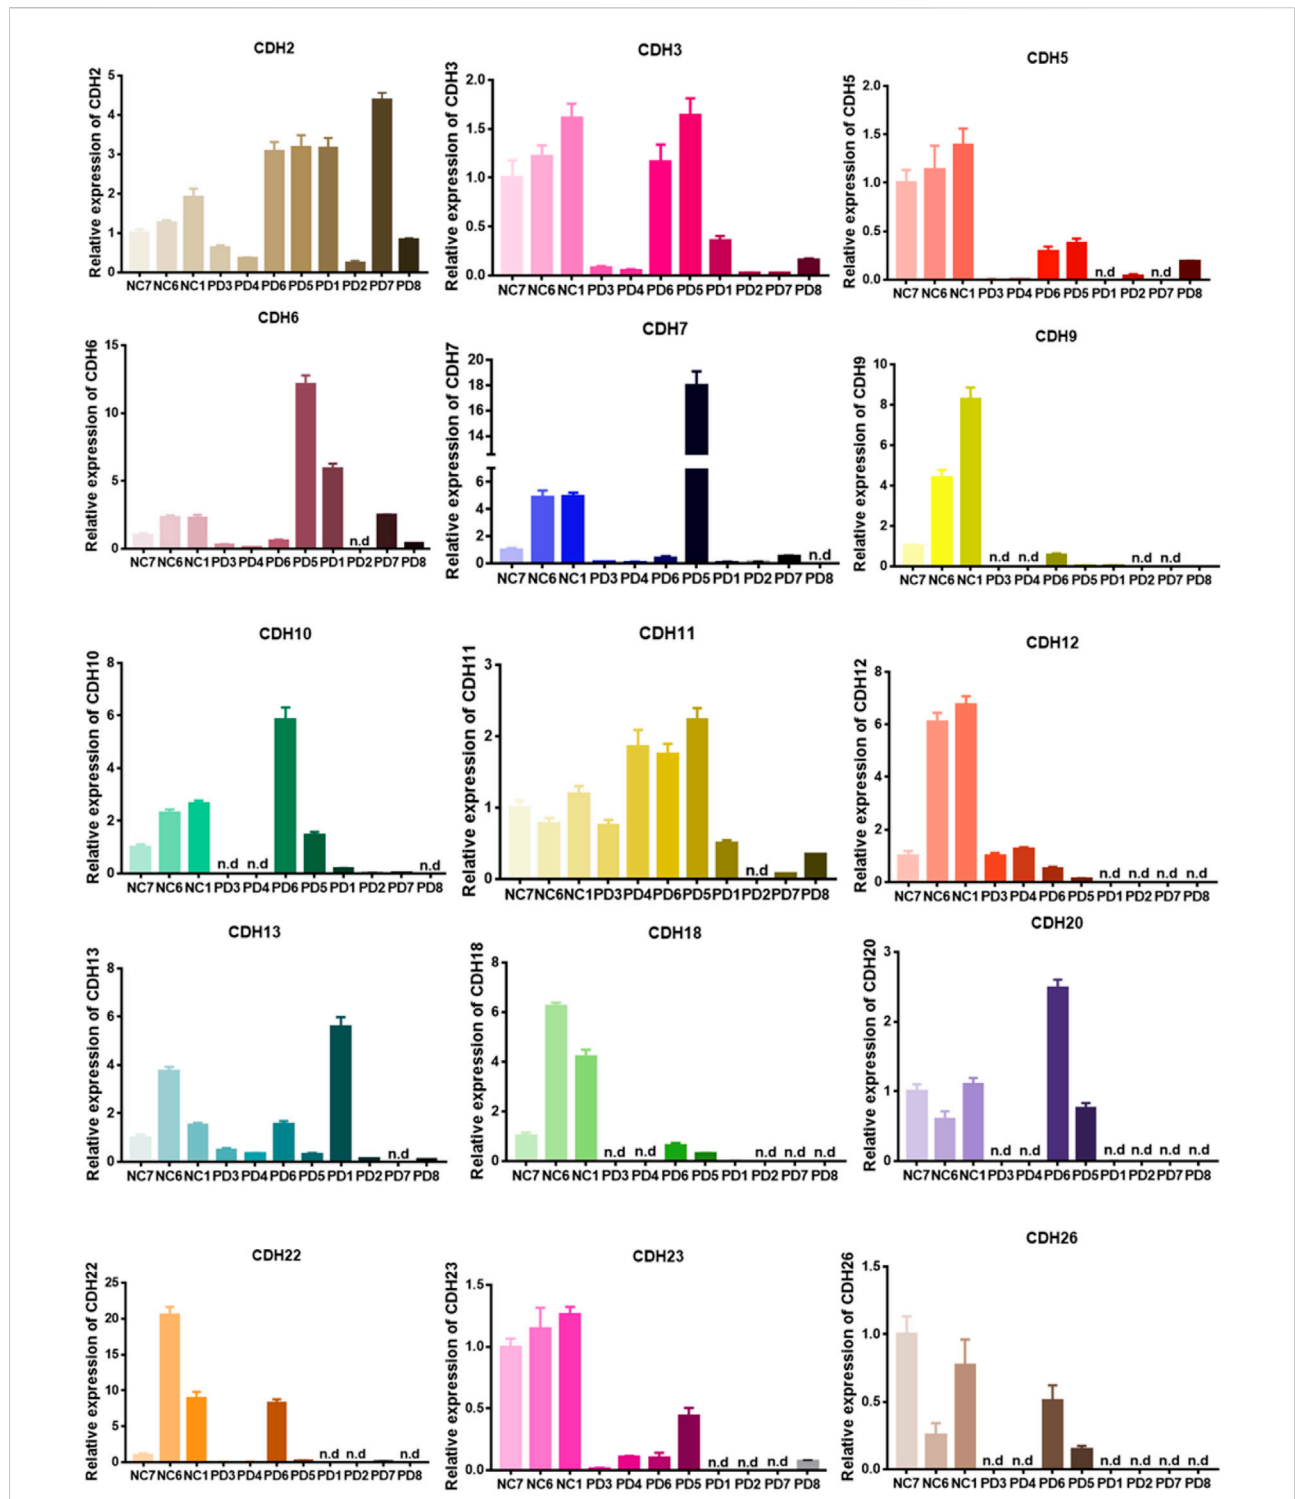 CDH2
Relative expression of CDH2
5
4
3
2
1
0
NC7 NC6 NC1 PD3 PD4 PD6 PD5 PD1 PD2 PD7 PD8
CDH3
Relative expression of CDH3
2.0
1.5
1.0
0.5
0.0
NC7 NC6 NC1 PD3 PD4 PD6 PD5 PD1 PD2 PD7 PD8
CDH5
Relative expression of CDH5
2.0
1.5
1.0
0.5
0.0
n.d n.d
NC7 NC6 NC1 PD3 PD4 PD6 PD5 PD1 PD2 PD7 PD8
CDH6
Relative expression of CDH6
15
10
5
0
n.d
NC7 NC6 NC1 PD3 PD4 PD6 PD5 PD1 PD2 PD7 PD8
CDH7
Relative expression of CDH7
20
18
16
14
6
4
2
0
n.d
NC7 NC6 NC1 PD3 PD4 PD6 PD5 PD1 PD2 PD7 PD8
CDH9
Relative expression of CDH9
10
8
6
4
2
0
n.d n.d n.d n.d
NC7 NC6 NC1 PD3 PD4 PD6 PD5 PD1 PD2 PD7 PD8
CDH10
Relative expression of CDH10
8
6
4
2
0
n.d n.d n.d
NC7 NC6 NC1 PD3 PD4 PD6 PD5 PD1 PD2 PD7 PD8
CDH11
Relative expression of CDH11
3
2
1
0
n.d
NC7 NC6 NC1 PD3 PD4 PD6 PD5 PD1 PD2 PD7 PD8
CDH12
Relative expression of CDH12
8
6
4
2
0
n.d n.d n.d n.d
NC7 NC6 NC1 PD3 PD4 PD6 PD5 PD1 PD2 PD7 PD8
CDH13
Relative expression of CDH13
8
6
4
2
0
n.d
NC7 NC6 NC1 PD3 PD4 PD6 PD5 PD1 PD2 PD7 PD8
CDH18
Relative expression of CDH18
8
6
4
2
0
n.d n.d n.d n.d n.d
NC7 NC6 NC1 PD3 PD4 PD6 PD5 PD1 PD2 PD7 PD8
CDH20
Relative expression of CDH20
3
2
1
0
n.d n.d n.d n.d n.d n.d
NC7 NC6 NC1 PD3 PD4 PD6 PD5 PD1 PD2 PD7 PD8
CDH22
Relative expression of CDH22
25
20
15
10
5
0
n.d n.d n.d
NC7 NC6 NC1 PD3 PD4 PD6 PD5 PD1 PD2 PD7 PD8
CDH23
Relative expression of CDH23
1.5
1.0
0.5
0.0
n.d n.d n.d
NC7 NC6 NC1 PD3 PD4 PD6 PD5 PD1 PD2 PD7 PD8
CDH26
Relative expression of CDH26
1.5
1.0
0.5
0.0
n.d n.d n.d n.d n.d n.d
NC7 NC6 NC1 PD3 PD4 PD6 PD5 PD1 PD2 PD7 PD8